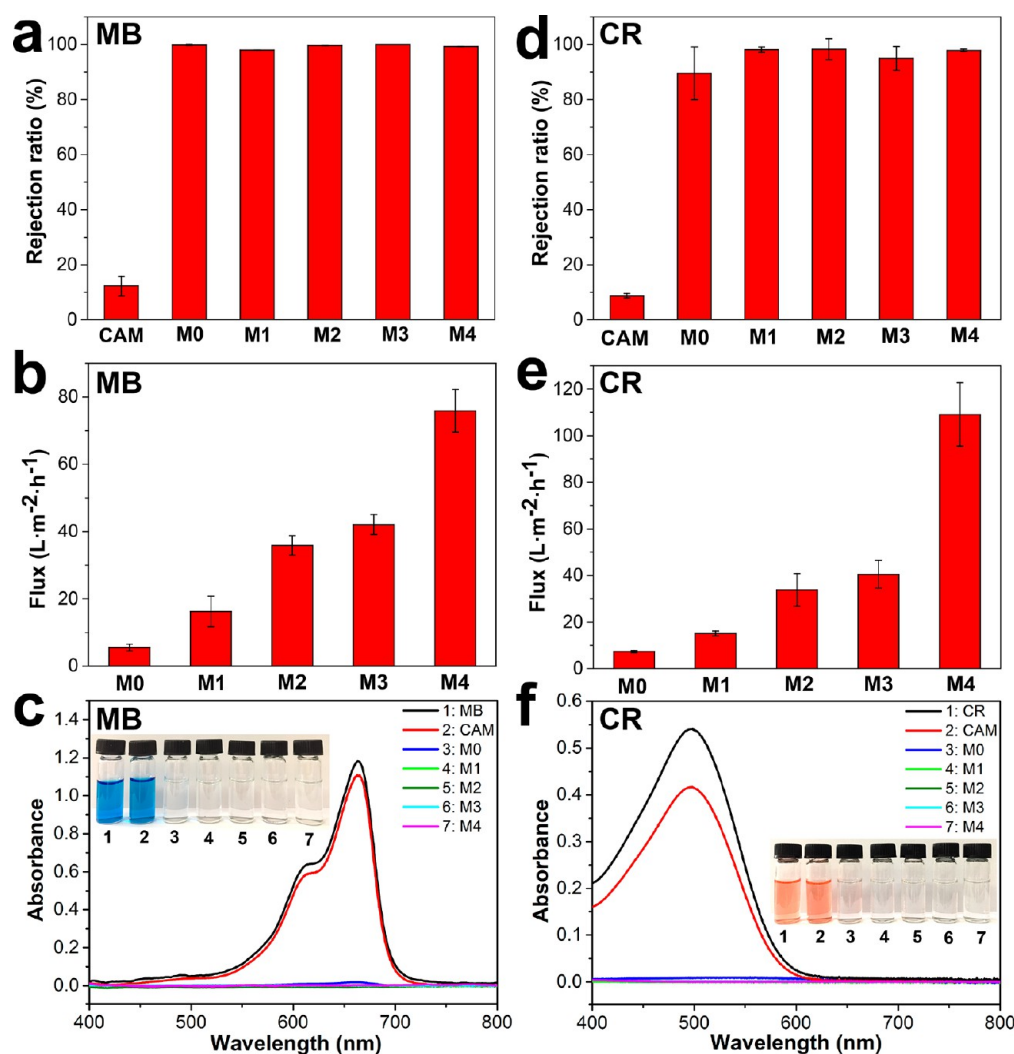 a MB
Rejection ratio (%)
100
80
60
40
20
0
CAM M0 M1 M2 M3 M4
d CR
Rejection ratio (%)
100
80
60
40
20
0
CAM M0 M1 M2 M3 M4
b MB
Flux (L·m⁻²·h⁻¹)
80
60
40
20
0
M0 M1 M2 M3 M4
e CR
Flux (L·m⁻²·h⁻¹)
120
100
80
60
40
20
0
M0 M1 M2 M3 M4
c MB
Absorbance
1.4
1.2
1.0
0.8
0.6
0.4
0.2
0.0
1: MB
2: CAM
3: M0
4: M1
5: M2
6: M3
7: M4
1 2 3 4 5 6 7
400 500 600 700 800
Wavelength (nm)
f CR
Absorbance
0.6
0.5
0.4
0.3
0.2
0.1
0.0
1: CR
2: CAM
3: M0
4: M1
5: M2
6: M3
7: M4
1 2 3 4 5 6 7
400 500 600 700 800
Wavelength (nm)